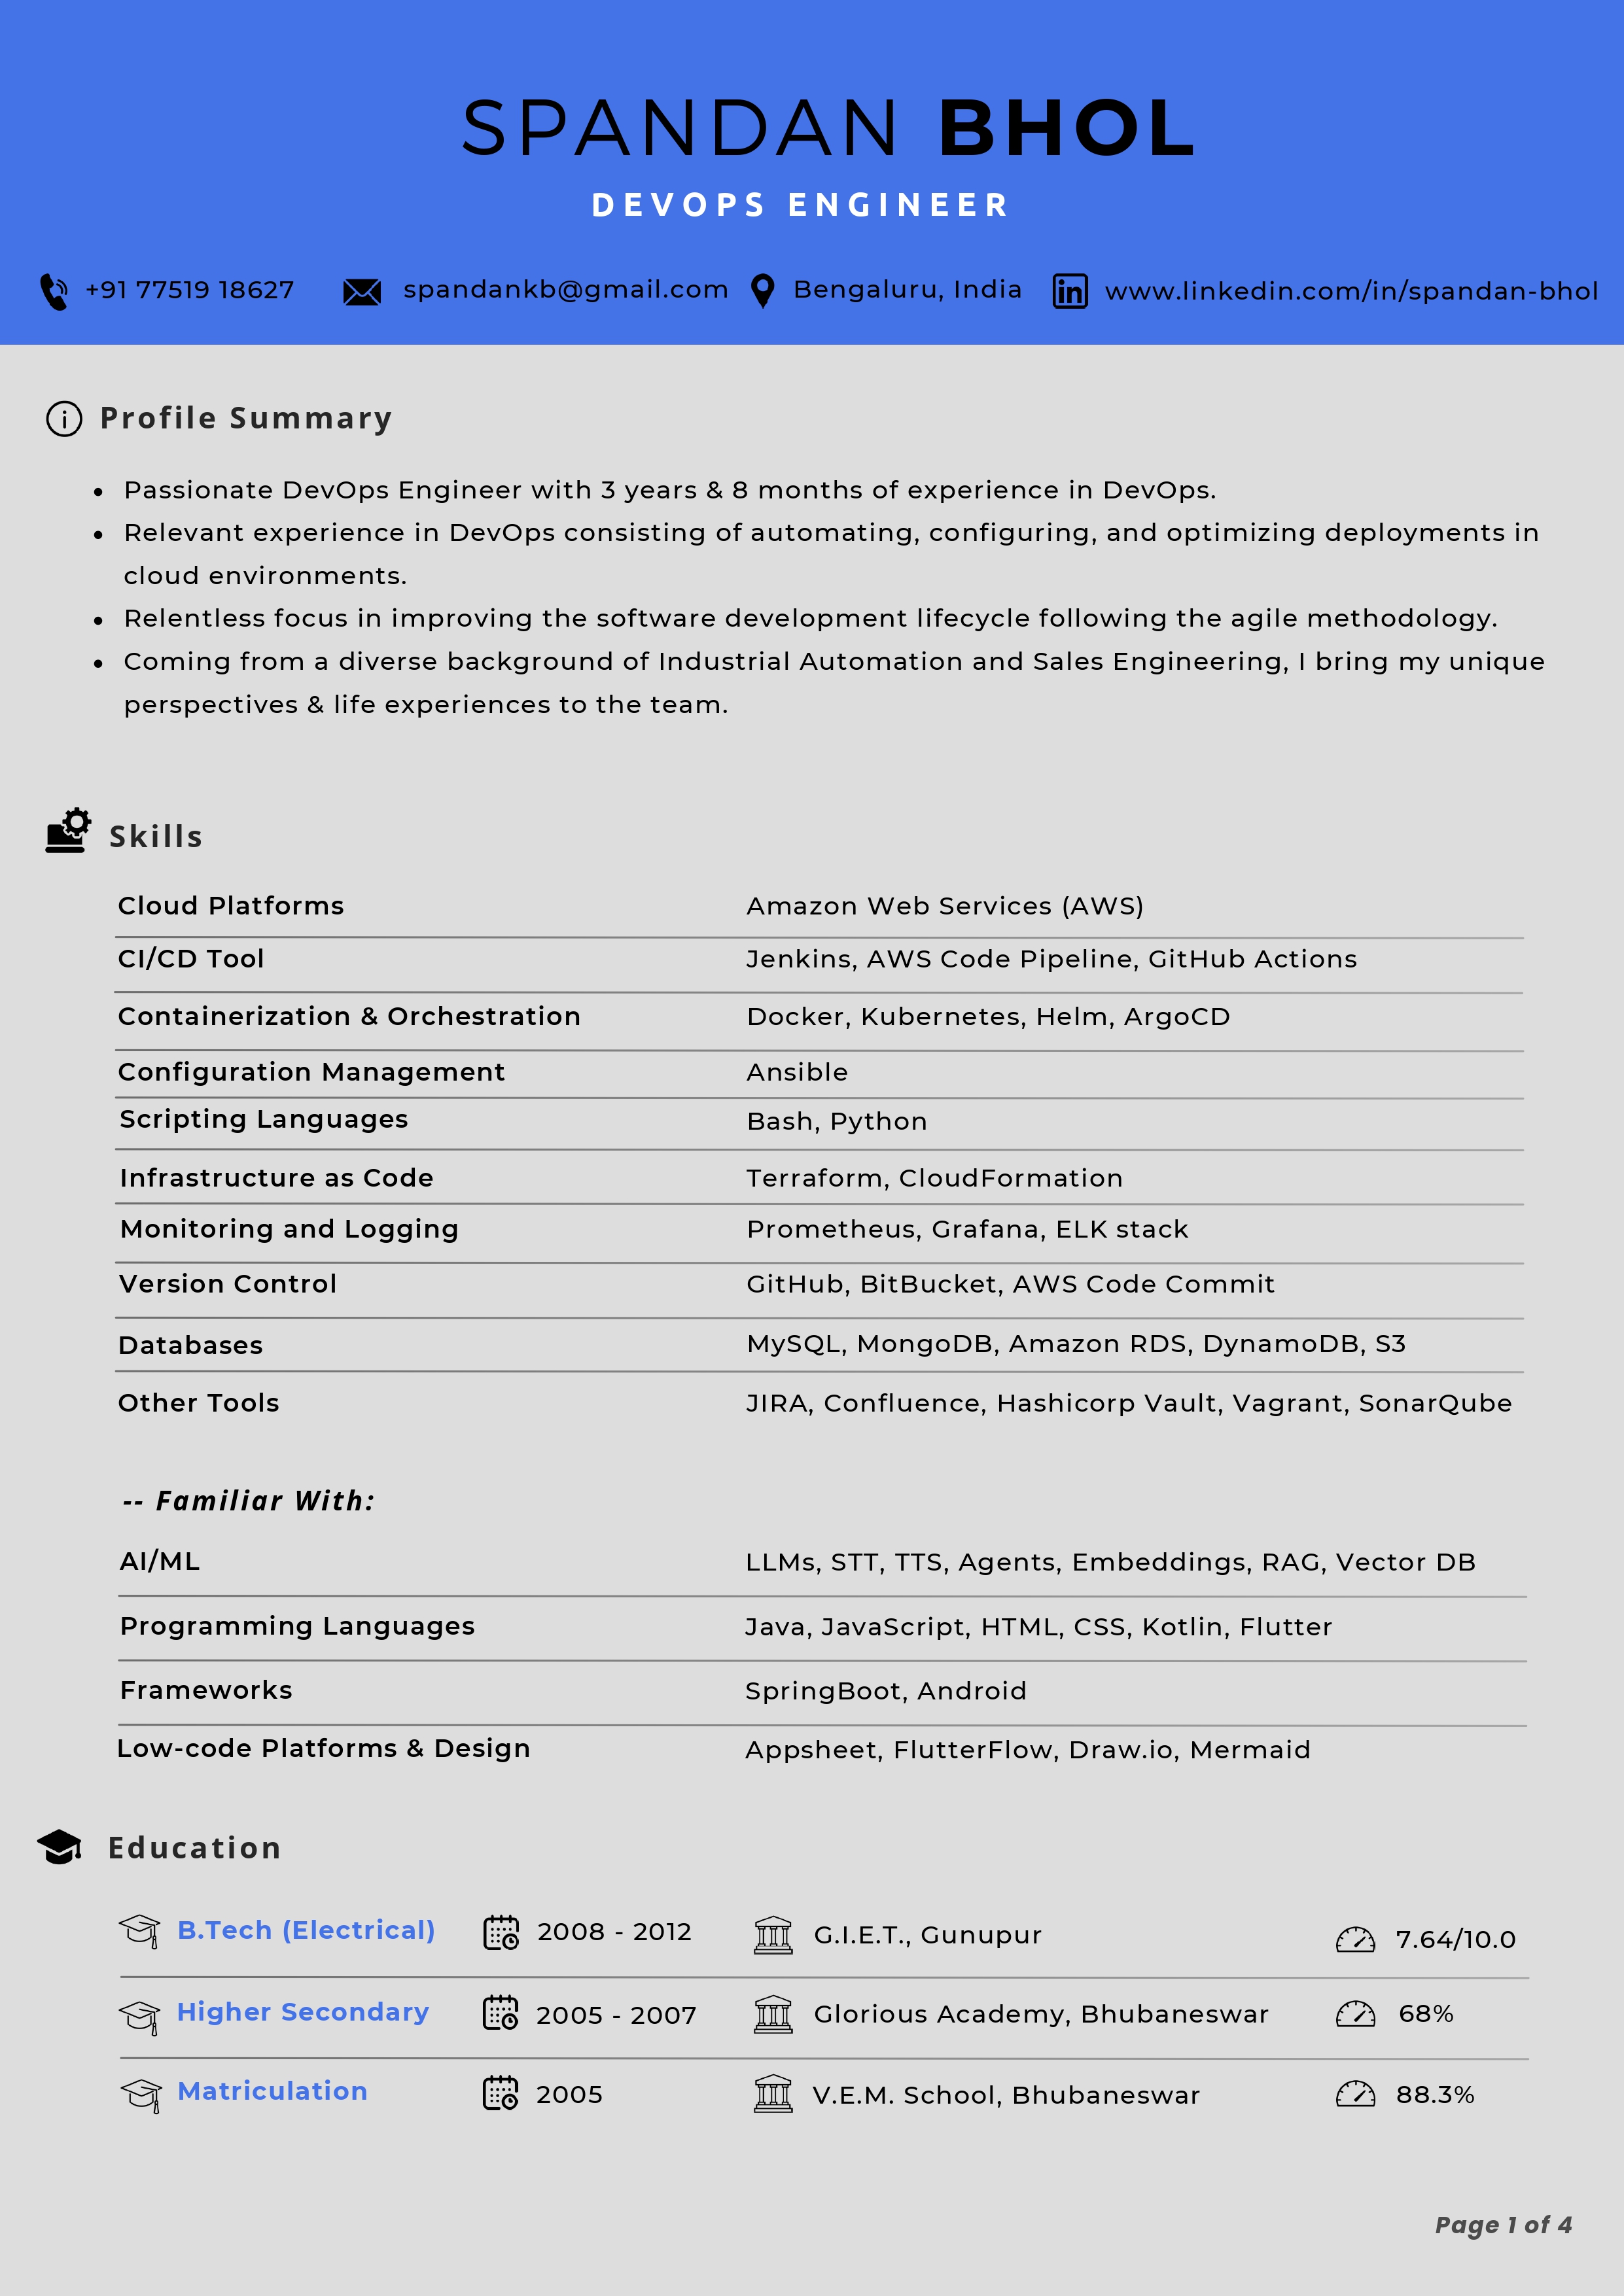 SPANDAN BHOL
DEVOPS ENGINEER
+91 77519 18627 spandankb@gmail.com Bengaluru, India www.linkedin.com/in/spandan-bhol
Profile Summary
• Passionate DevOps Engineer with 3 years & 8 months of experience in DevOps.
• Relevant experience in DevOps consisting of automating, configuring, and optimizing deployments in
cloud environments.
• Relentless focus in improving the software development lifecycle following the agile methodology.
• Coming from a diverse background of Industrial Automation and Sales Engineering, I bring my unique
perspectives & life experiences to the team.
Skills
Cloud Platforms Amazon Web Services (AWS)
CI/CD Tool Jenkins, AWS Code Pipeline, GitHub Actions
Containerization & Orchestration Docker, Kubernetes, Helm, ArgoCD
Configuration Management Ansible
Scripting Languages Bash, Python
Infrastructure as Code Terraform, CloudFormation
Monitoring and Logging Prometheus, Grafana, ELK stack
Version Control GitHub, BitBucket, AWS Code Commit
Databases MySQL, MongoDB, Amazon RDS, DynamoDB, S3
Other Tools JIRA, Confluence, Hashicorp Vault, Vagrant, SonarQube
-- Familiar With:
AI/ML LLMs, STT, TTS, Agents, Embeddings, RAG, Vector DB
Programming Languages Java, JavaScript, HTML, CSS, Kotlin, Flutter
Frameworks SpringBoot, Android
Low-code Platforms & Design Appsheet, FlutterFlow, Draw.io, Mermaid
Education
B.Tech (Electrical) 2008 - 2012 G.I.E.T., Gunupur 7.64/10.0
Higher Secondary 2005 - 2007 Glorious Academy, Bhubaneswar 68%
Matriculation 2005 V.E.M. School, Bhubaneswar 88.3%
Page 1 of 4